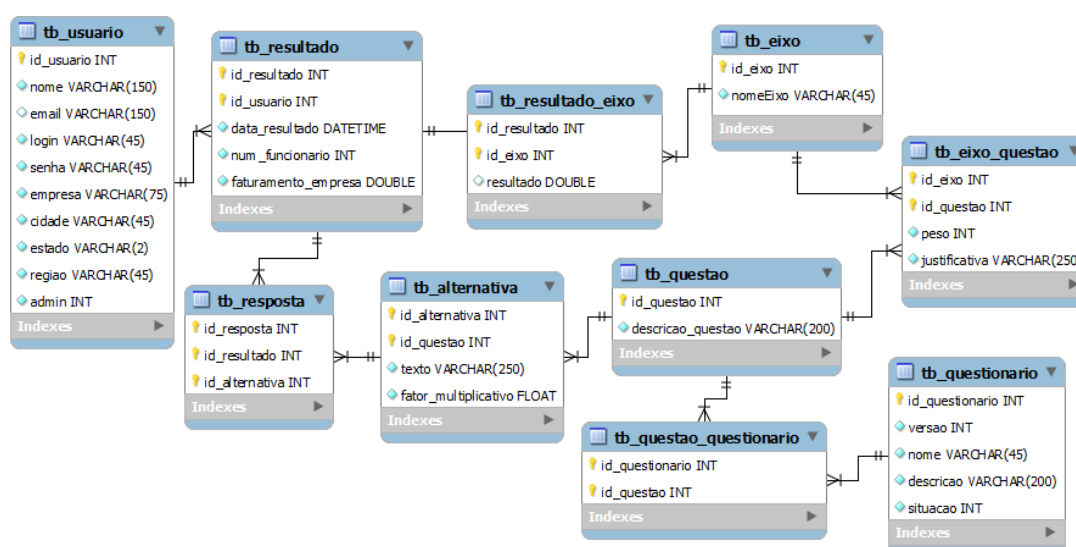 tb_usuario
id_usuario INT
nome VARCHAR(150)
email VARCHAR(150)
login VARCHAR(45)
senha VARCHAR(45)
empresa VARCHAR(75)
cidade VARCHAR(45)
estado VARCHAR(2)
regiao VARCHAR(45)
admin INT
Indexes
tb_resultado
id_resultado INT
id_usuario INT
data_resultado DATETIME
num_funcionario INT
faturamento_empresa DOUBLE
Indexes
tb_resultado_eixo
id_resultado INT
id_eixo INT
resultado DOUBLE
Indexes
tb_eixo
id_eixo INT
nomeEixo VARCHAR(45)
Indexes
tb_eixo_questao
id_eixo INT
id_questao INT
peso INT
justificativa VARCHAR(250
Indexes
tb_resposta
id_resposta INT
id_resultado INT
id_alternativa INT
Indexes
tb_alternativa
id_alternativa INT
id_questao INT
texto VARCHAR(250)
fator_multiplicativo FLOAT
Indexes
tb_questao
id_questao INT
descricao_questao VARCHAR(200)
Indexes
tb_questao_questionario
id_questionario INT
id_questao INT
Indexes
tb_questionario
id_questionario INT
versao INT
nome VARCHAR(45)
descricao VARCHAR(200)
situacao INT
Indexes